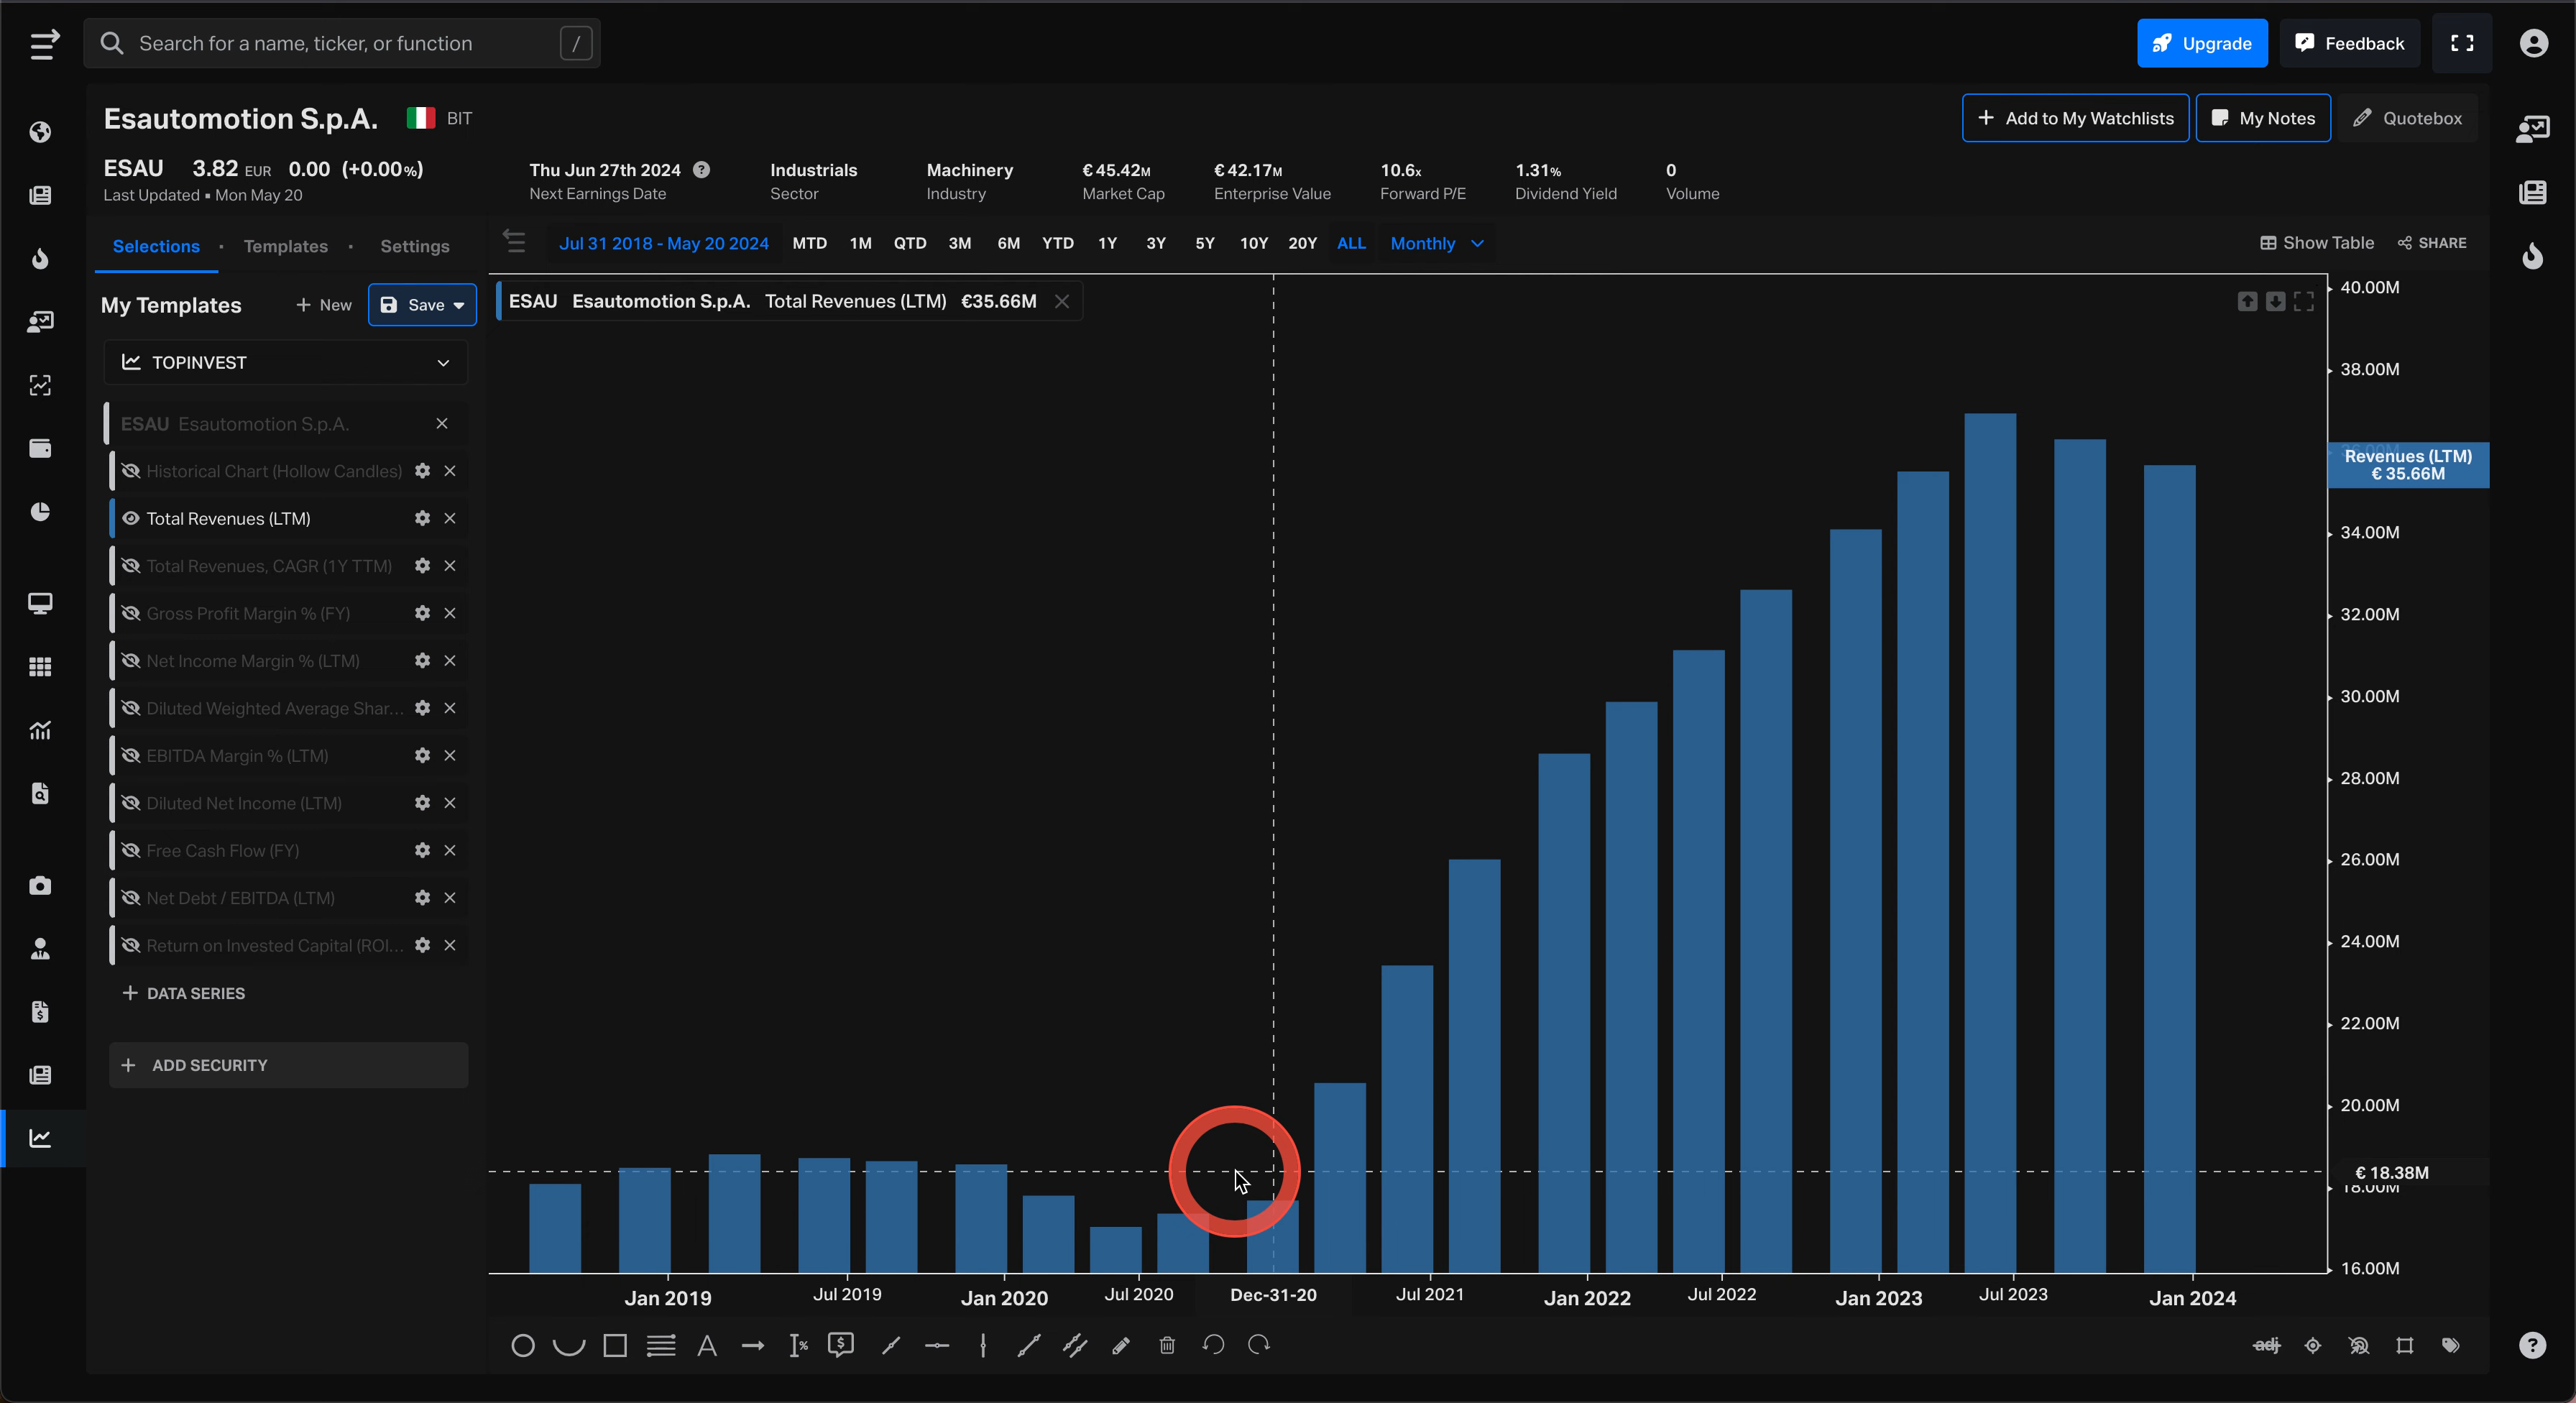 Search for a name, ticker, or function /
Upgrade
Feedback
Esautomotion S.p.A. BIT
Add to My Watchlists
My Notes
Quotebox
ESAU 3.82 EUR 0.00 (+0.00%)
Last Updated ▪ Mon May 20
Thu Jun 27th 2024
Next Earnings Date
Industrials
Sector
Machinery
Industry
€45.42M
Market Cap
€42.17M
Enterprise Value
10.6x
Forward P/E
1.31%
Dividend Yield
0
Volume
Selections · Templates · Settings
Jul 31 2018 - May 20 2024 MTD 1M QTD 3M 6M YTD 1Y 3Y 5Y 10Y 20Y ALL Monthly
Show Table
SHARE
My Templates
+ New
Save
TOPINVEST
ESAU Esautomotion S.p.A.
Historical Chart (Hollow Candles)
Total Revenues (LTM)
Total Revenues, CAGR (1Y TTM)
Gross Profit Margin % (FY)
Net Income Margin % (LTM)
Diluted Weighted Average Shar...
EBITDA Margin % (LTM)
Diluted Net Income (LTM)
Free Cash Flow (FY)
Net Debt / EBITDA (LTM)
Return on Invested Capital (ROI...
+ DATA SERIES
+ ADD SECURITY
ESAU Esautomotion S.p.A. Total Revenues (LTM) €35.66M
40.00M
38.00M
36.00M
Revenues (LTM)
€ 35.66M
34.00M
32.00M
30.00M
28.00M
26.00M
24.00M
22.00M
20.00M
€ 18.38M
18.00M
16.00M
Jan 2019
Jul 2019
Jan 2020
Jul 2020
Dec-31-20
Jul 2021
Jan 2022
Jul 2022
Jan 2023
Jul 2023
Jan 2024
A
adj